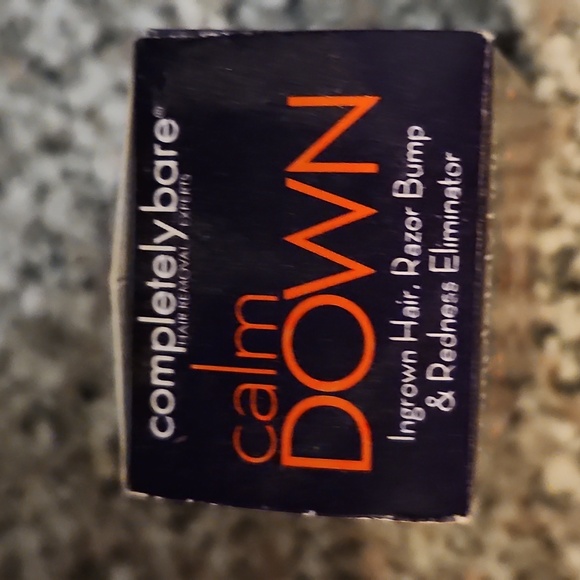 completely bare®
HAIR REMOVAL EXPERTS
calm
DOWN
Ingrown Hair, Razor Bump
& Redness Eliminator